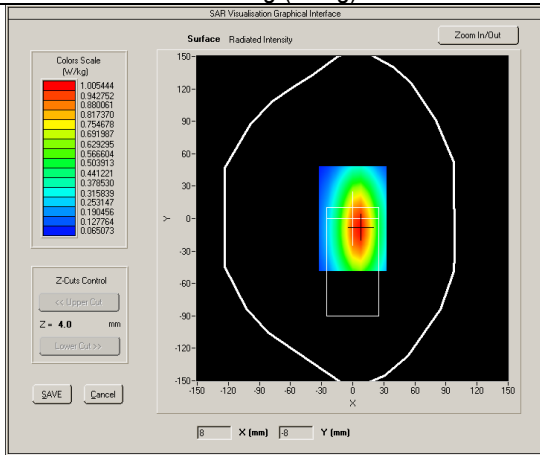 SAR Visualisation Graphical Interface
Surface Radiated Intensity
Zoom In/Out
Colors Scale
(W/kg)
1.005444
0.942752
0.880061
0.817370
0.754678
0.691987
0.629295
0.566604
0.503913
0.441221
0.378530
0.315839
0.253147
0.190456
0.127764
0.065073
Z-Cuts Control
<< Upper Cut
Z = 4.0 mm
Lower Cut >>
SAVE
Cancel
150
120
90
60
30
0
-30
-60
-90
-120
-150
Y
-150 -120 -90 -60 -30 0 30 60 90 120 150
X
8 X (mm) -8 Y (mm)